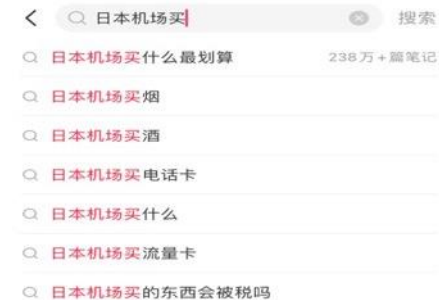 日本机场买 搜索
日本机场买什么最划算 238万+篇笔记
日本机场买烟
日本机场买酒
日本机场买电话卡
日本机场买什么
日本机场买流量卡
日本机场买的东西会被税吗